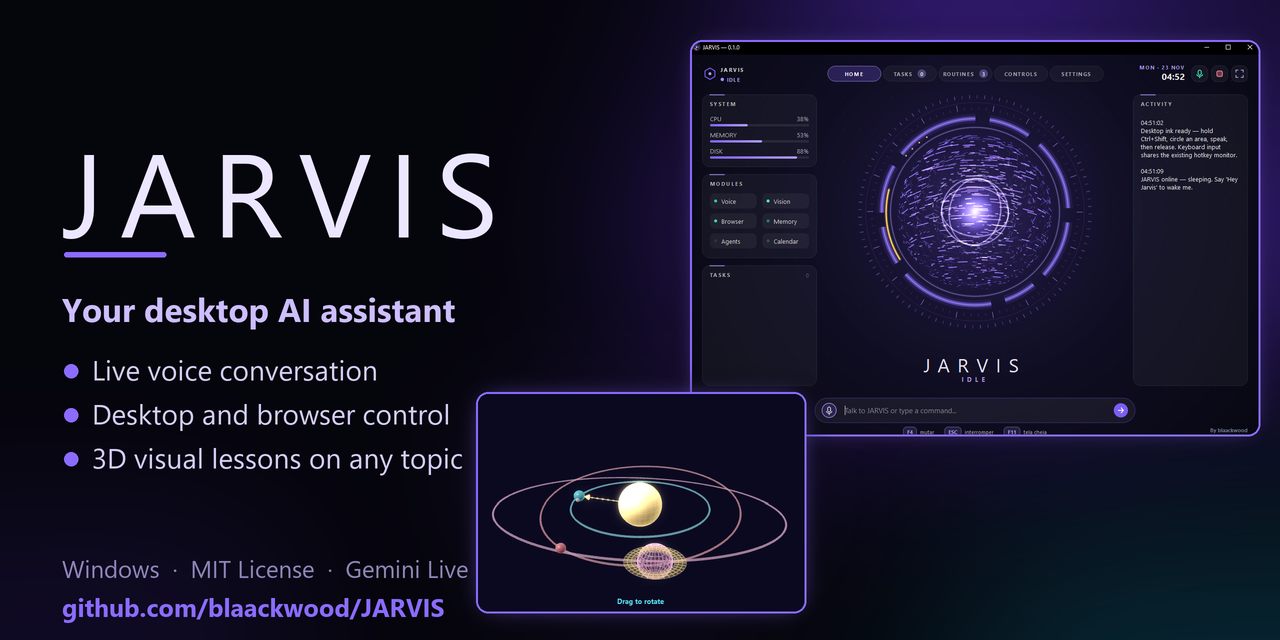 JARVIS
Your desktop AI assistant
Live voice conversation
Desktop and browser control
3D visual lessons on any topic
Windows · MIT License · Gemini Live
github.com/blaackwood/JARVIS
JARVIS — 0.1.0
JARVIS
IDLE
HOME
TASKS 0
ROUTINES 3
CONTROLS
SETTINGS
MON · 23 NOV
04:52
SYSTEM
CPU 38%
MEMORY 53%
DISK 88%
MODULES
Voice Vision
Browser Memory
Agents Calendar
TASKS 0
ACTIVITY
04:51:02
Desktop ink ready — hold
Ctrl+Shift, circle an area, speak,
then release. Keyboard input
shares the existing hotkey monitor.
04:51:09
JARVIS online — sleeping. Say 'Hey
Jarvis' to wake me.
JARVIS
IDLE
Talk to JARVIS or type a command...
F4 mutar ESC interromper F11 tela cheia
By blaackwood
Drag to rotate